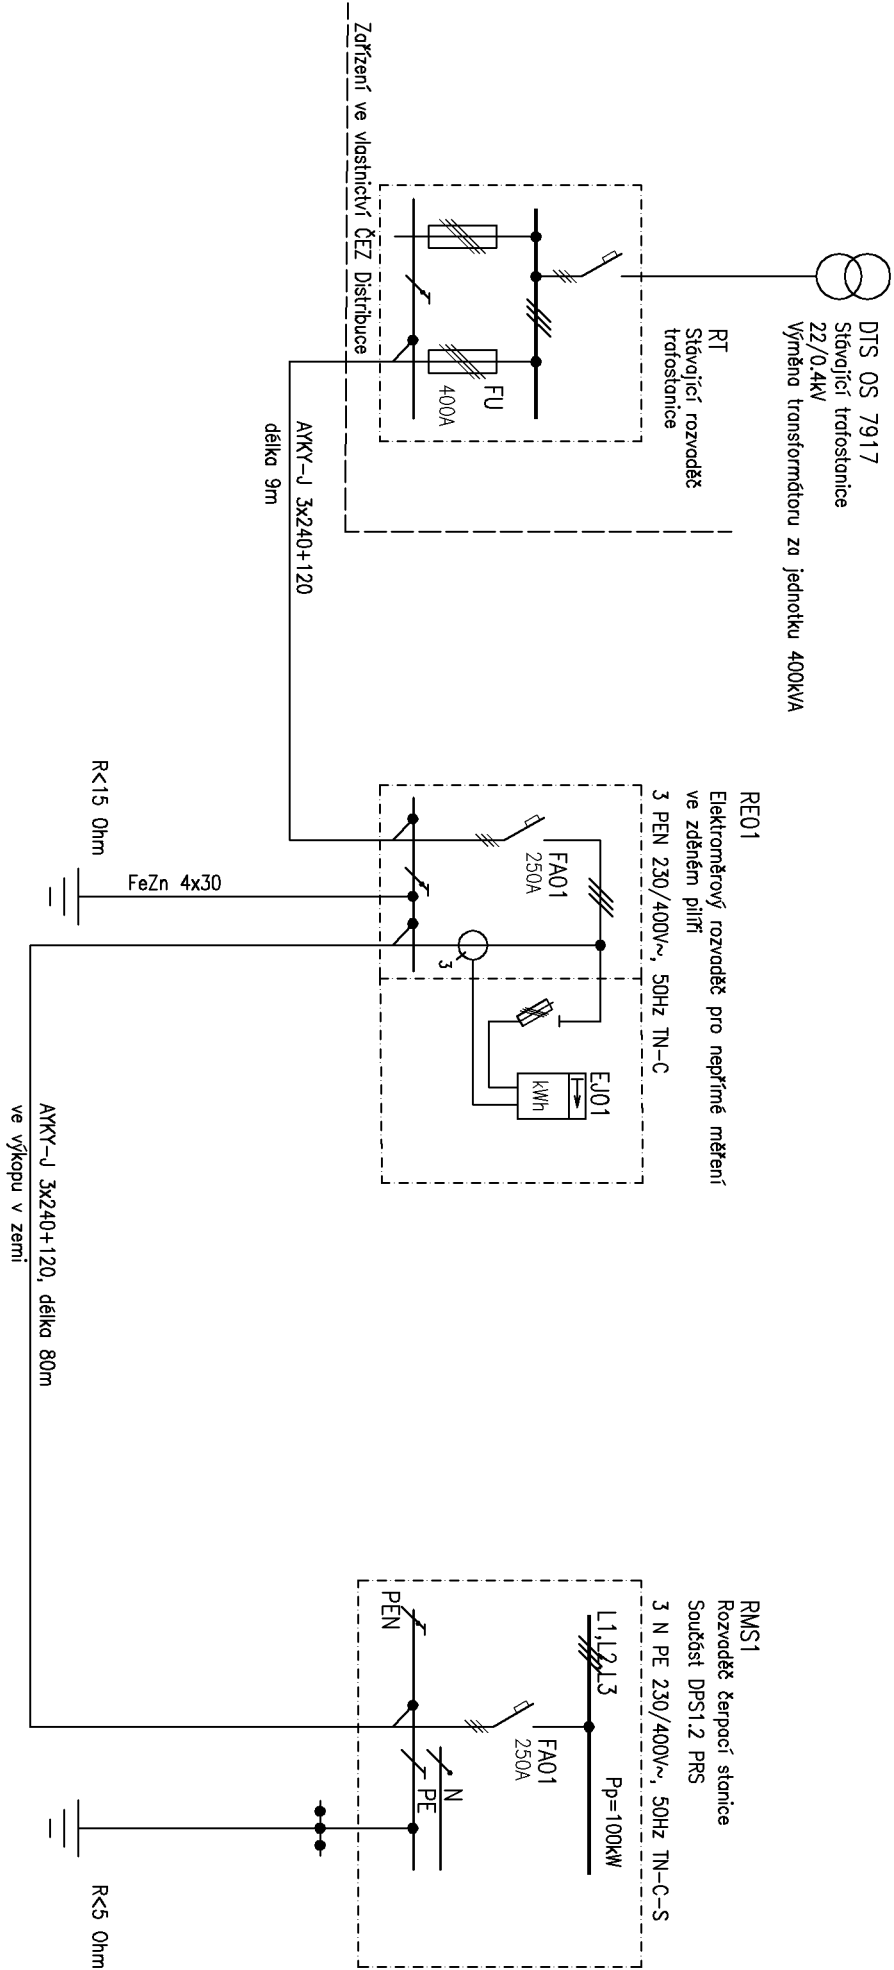 DTS OS 7917
Stávající trafostanice
22/0.4kV
Výměna transformátoru za jednotku 400kVA
RT
Stávající rozvaděč
trafostanice
FU
400A
Zařízení ve vlastnictví ČEZ Distribuce
AYKY-J 3x240+120
délka 9m
RE01
Elektroměrový rozvaděč pro nepřímé měření
ve zděném pilíři
3 PEN 230/400V~, 50Hz TN-C
FA01
250A
3
EJ01
kWh
FeZn 4x30
R<15 Ohm
AYKY-J 3x240+120, délka 80m
ve výkopu v zemi
RMS1
Rozvaděč čerpací stanice
Součást DPS1.2 PRS
3 N PE 230/400V~, 50Hz TN-C-S
L1,L2,L3
Pp=100kW
FA01
250A
PEN
N
PE
R<5 Ohm